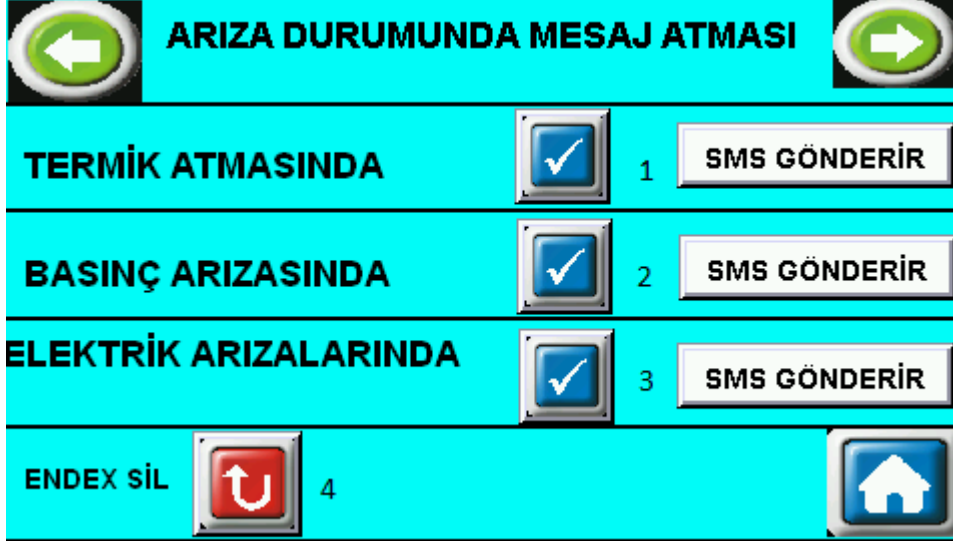 ARIZA DURUMUNDA MESAJ ATMASI
TERMİK ATMASINDA 1 SMS GÖNDERİR
BASINÇ ARIZASINDA 2 SMS GÖNDERİR
ELEKTRİK ARIZALARINDA 3 SMS GÖNDERİR
ENDEX SİL 4